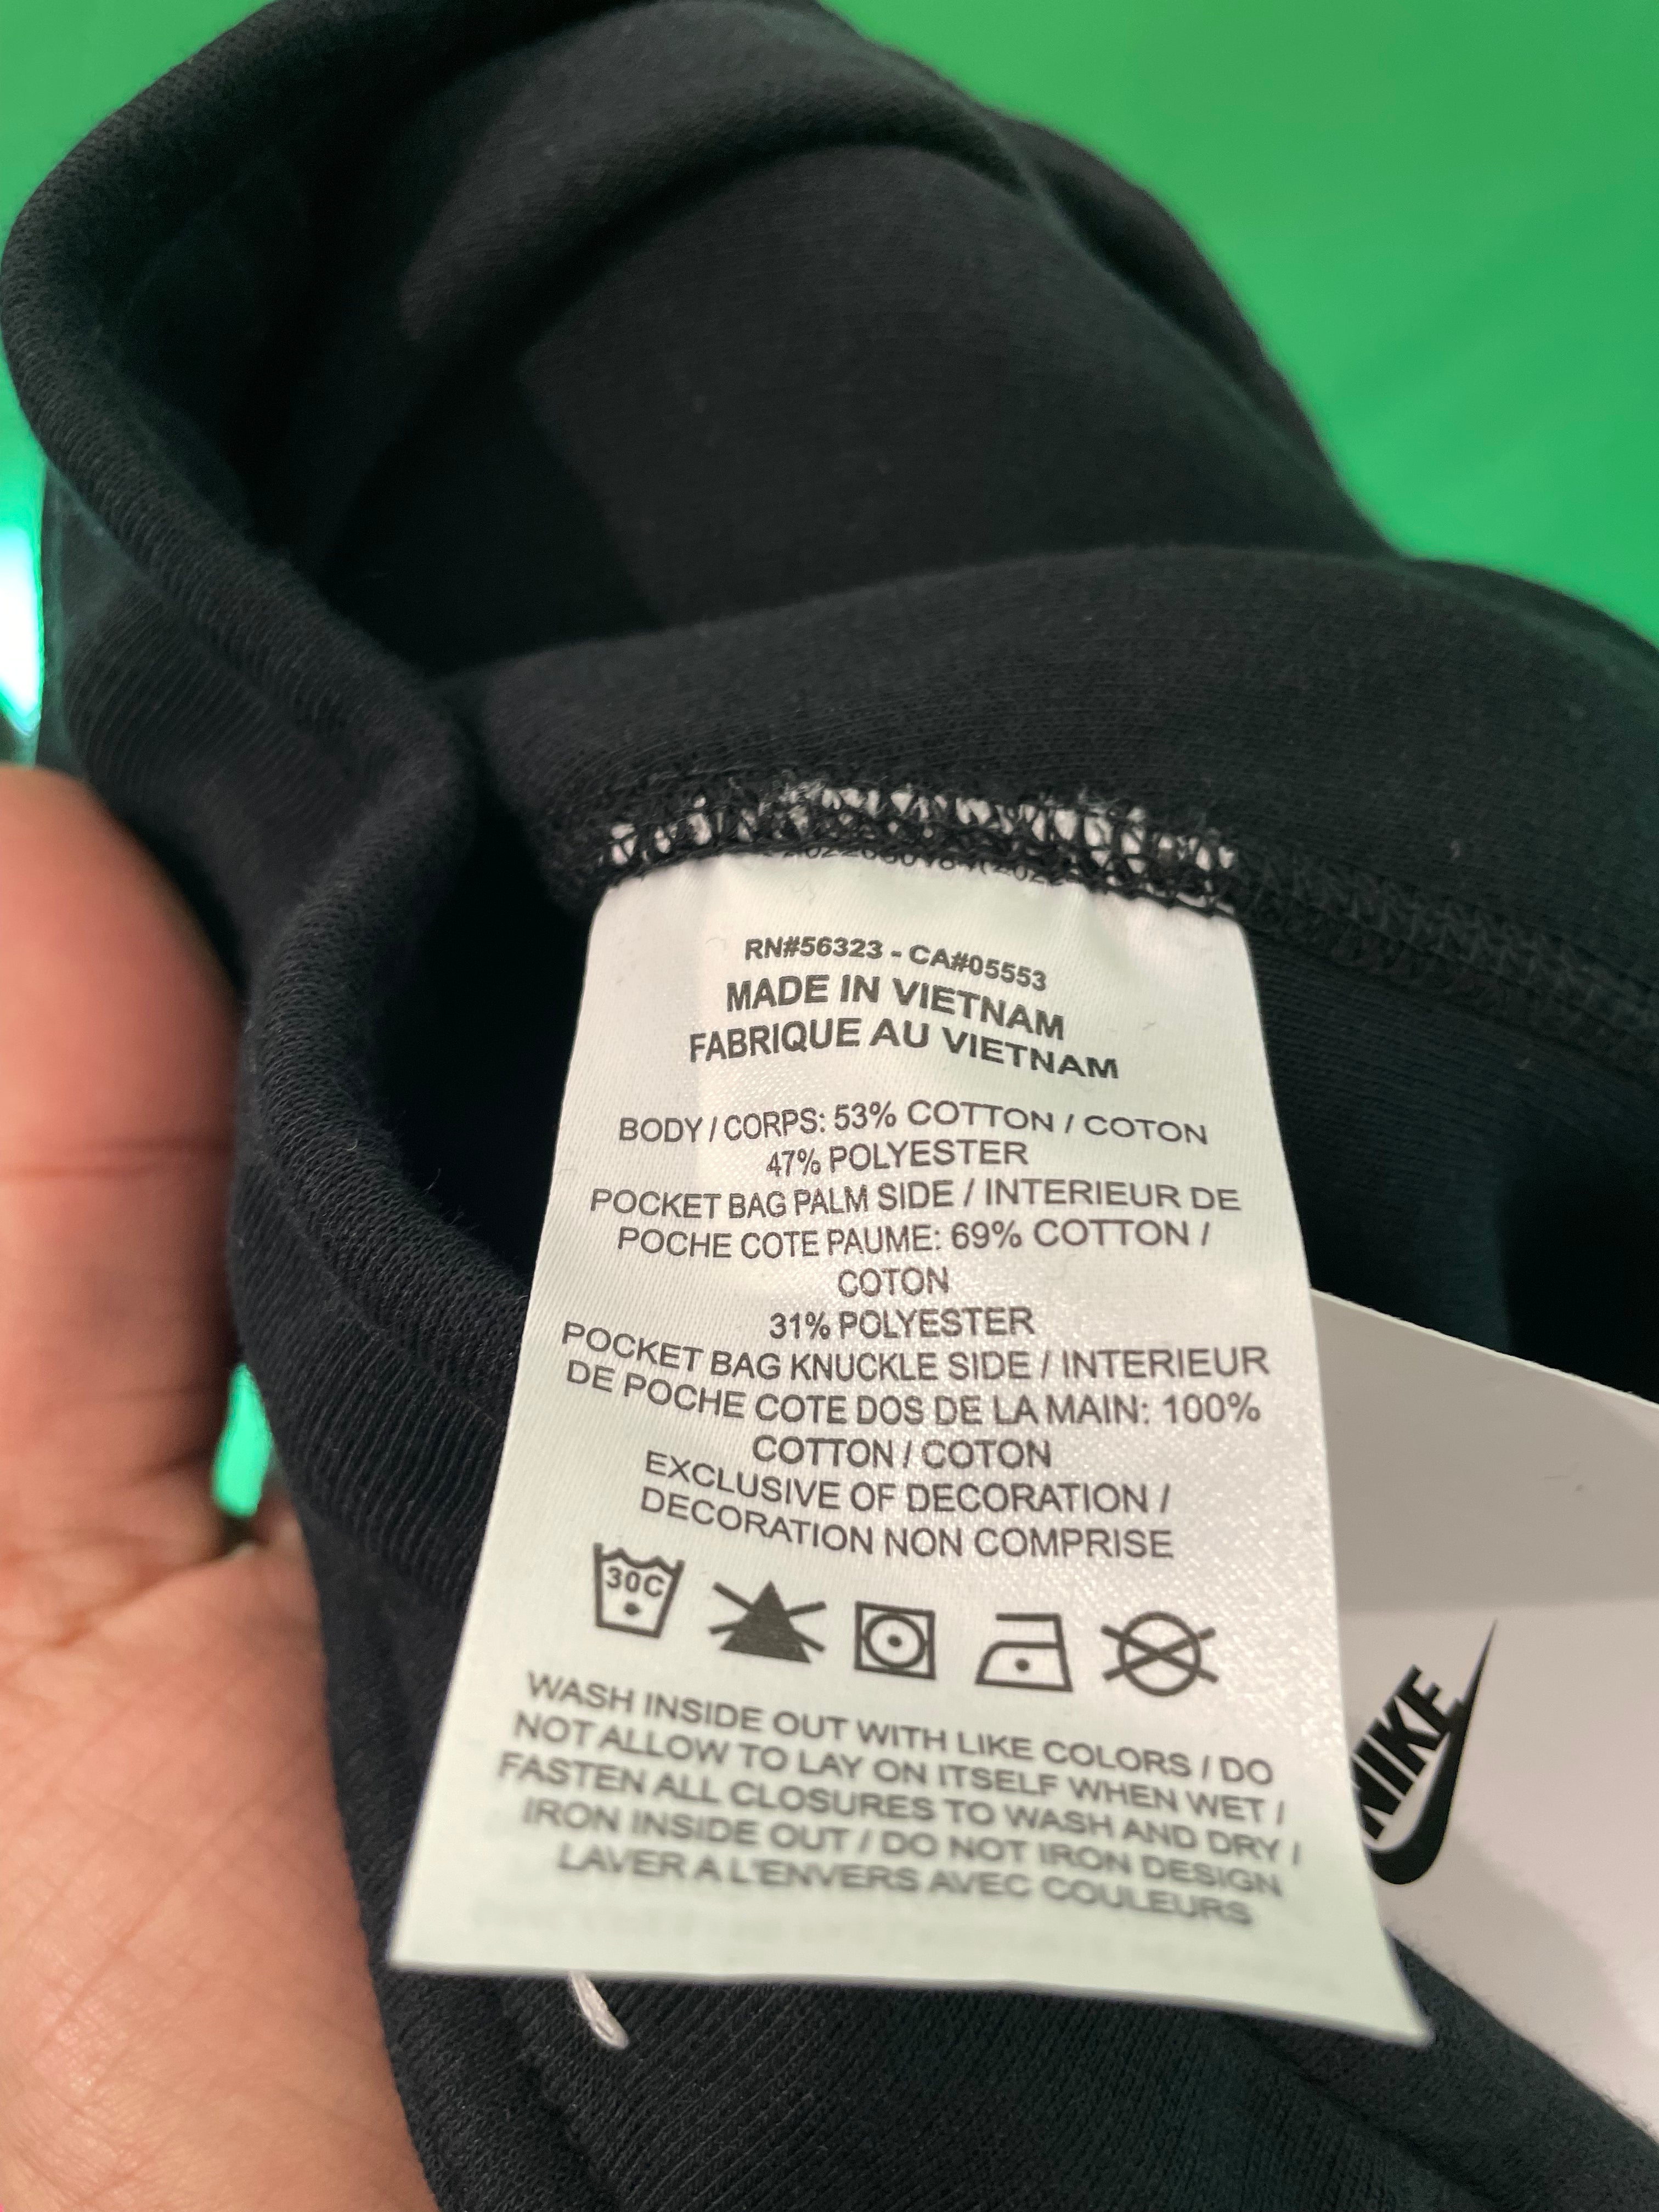 RN#56323 - CA#05553
MADE IN VIETNAM
FABRIQUE AU VIETNAM
BODY / CORPS: 53% COTTON / COTON
47% POLYESTER
POCKET BAG PALM SIDE / INTERIEUR DE
POCHE COTE PAUME: 69% COTTON /
COTON
31% POLYESTER
POCKET BAG KNUCKLE SIDE / INTERIEUR
DE POCHE COTE DOS DE LA MAIN: 100%
COTTON / COTON
EXCLUSIVE OF DECORATION /
DECORATION NON COMPRISE
30C
WASH INSIDE OUT WITH LIKE COLORS / DO
NOT ALLOW TO LAY ON ITSELF WHEN WET /
FASTEN ALL CLOSURES TO WASH AND DRY /
IRON INSIDE OUT / DO NOT IRON DESIGN
LAVER A L'ENVERS AVEC COULEURS
NIKE